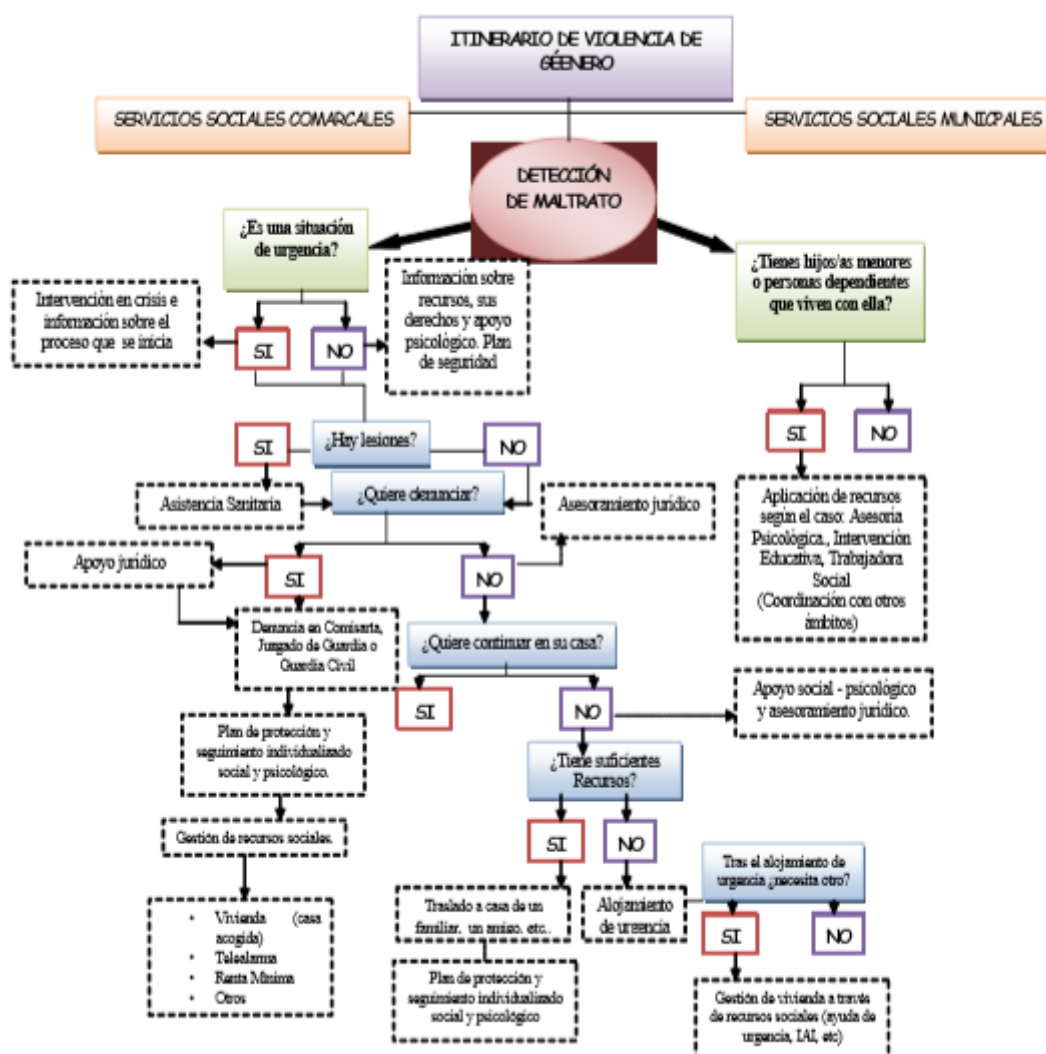 ITINERARIO DE VIOLENCIA DE
GÉENERO
SERVICIOS SOCIALES COMARCALES
SERVICIOS SOCIALES MUNICPALES
DETECCIÓN
DE MALTRATO
¿Es una situación
de urgencia?
¿Tienes hijos/as menores
o personas dependientes
que viven con ella?
Intervención en crisis e
información sobre el
proceso que se inicia
SI
NO
Información sobre
recursos, sus
derechos y apoyo
psicológico. Plan
de seguridad
SI
¿Hay lesiones?
NO
SI
NO
Asistencia Sanitaria
¿Quiere denunciar?
Asesoramiento jurídico
Aplicación de recursos
según el caso: Asesoría
Psicológica., Intervención
Educativa, Trabajadora
Social
(Coordinación con otros
ámbitos)
Apoyo jurídico
SI
NO
Denuncia en Comisaría,
Juzgado de Guardia o
Guardia Civil
¿Quiere continuar en su casa?
SI
NO
Apoyo social - psicológico
y asesoramiento jurídico.
Plan de protección y
seguimiento individualizado
social y psicológico.
¿Tiene suficientes
Recursos?
Gestión de recursos sociales.
SI
NO
Tras el alojamiento de
urgencia ¿necesita otro?
• Vivienda (casa
acogida)
• Telealarma
• Renta Mínima
• Otros
Traslado a casa de un
familiar, un amigo, etc..
Alojamiento
de urgencia
SI
NO
Plan de protección y
seguimiento individualizado
social y psicológico
Gestión de vivienda a través
de recursos sociales (ayuda de
urgencia, IAI, etc)